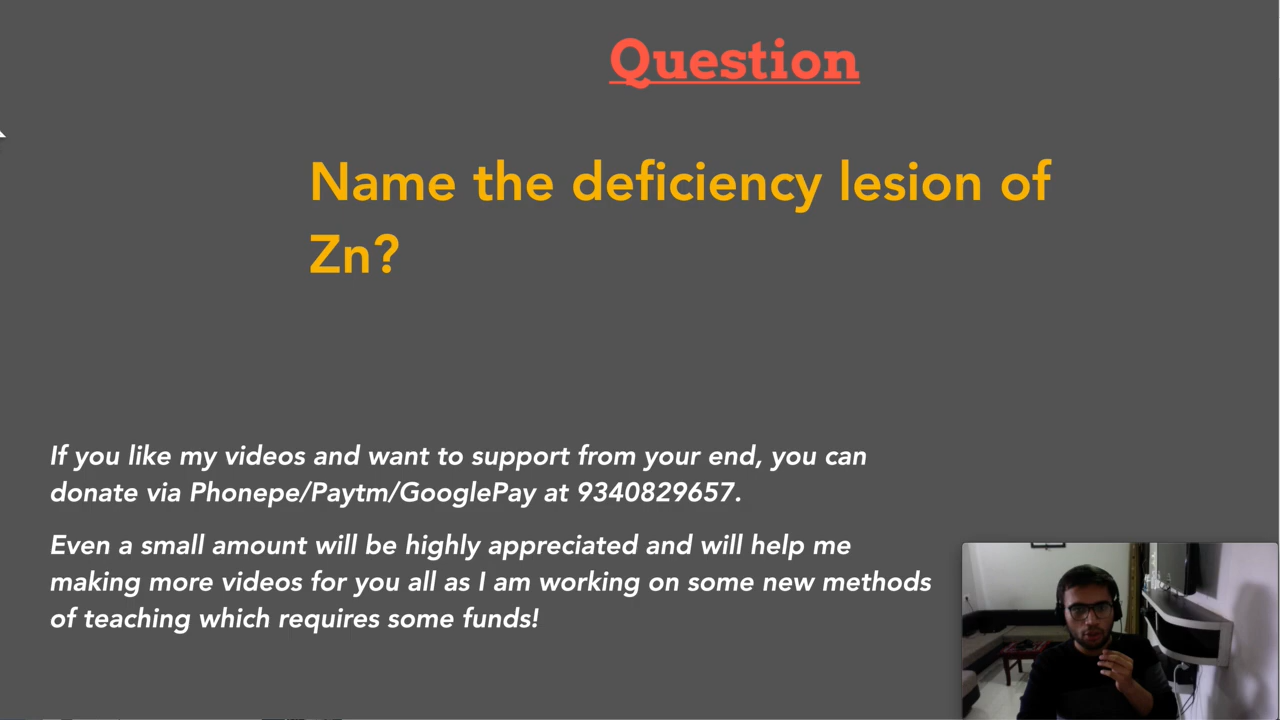 Question
Name the deficiency lesion of
Zn?
If you like my videos and want to support from your end, you can
donate via Phonepe/Paytm/GooglePay at 9340829657.
Even a small amount will be highly appreciated and will help me
making more videos for you all as I am working on some new methods
of teaching which requires some funds!